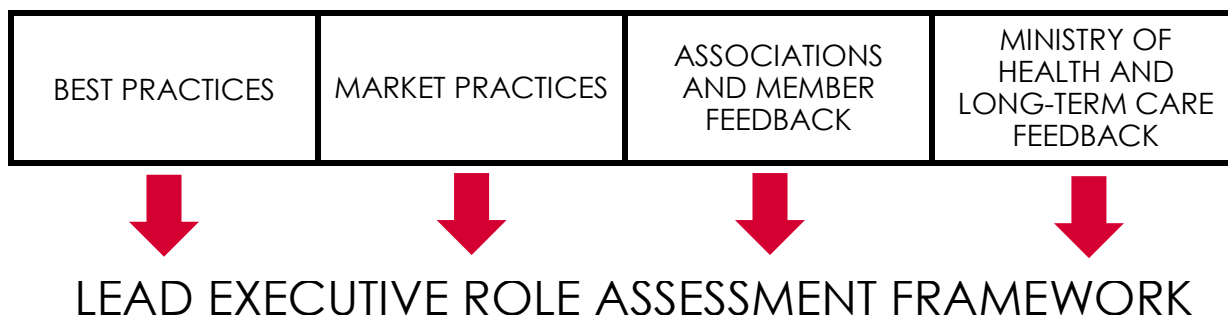 BEST PRACTICES
MARKET PRACTICES
ASSOCIATIONS
AND MEMBER
FEEDBACK
MINISTRY OF
HEALTH AND
LONG-TERM CARE
FEEDBACK
LEAD EXECUTIVE ROLE ASSESSMENT FRAMEWORK